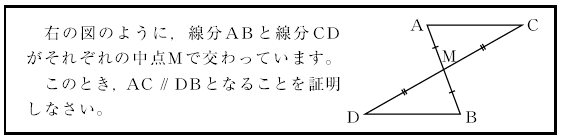 右の図のように，線分ABと線分CD
がそれぞれの中点Mで交わっています。
このとき，AC∥DBとなることを証明
しなさい。
A
C
M
D
B